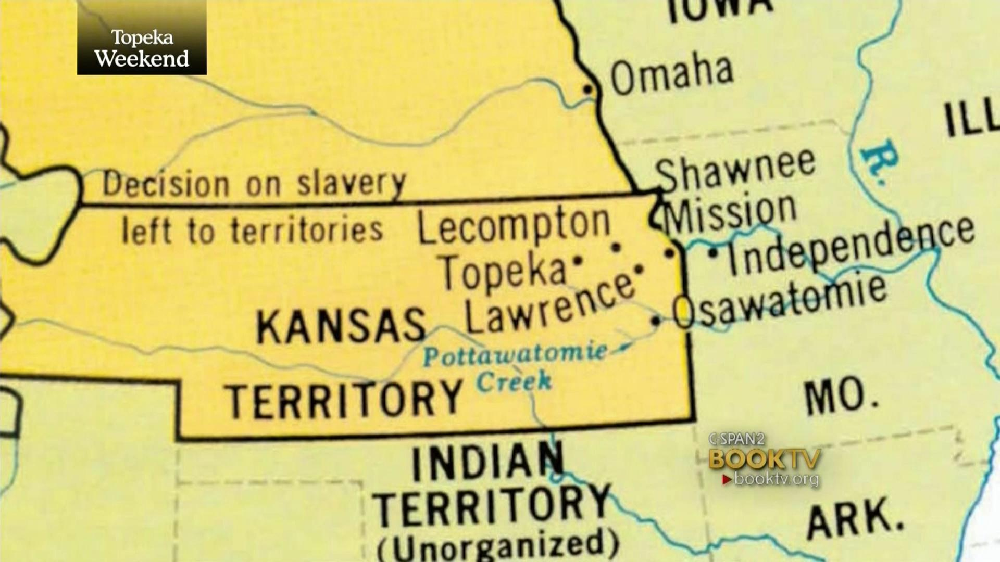 Topeka
Weekend
IOWA
Omaha
ILL
R.
Decision on slavery
left to territories
Shawnee
Mission
Lecompton
Independence
Topeka
Lawrence
Osawatomie
KANSAS
TERRITORY
Pottawatomie
Creek
MO.
C-SPAN2
BOOKTV
booktv.org
INDIAN
TERRITORY
(Unorganized)
ARK.